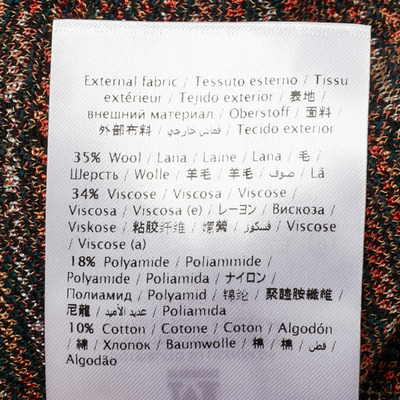 External fabric / Tessuto esterno / Tissu
extérieur / Tejido exterior / 表地 /
внешний материал / Oberstoff / 面料 /
外部布料 / قماش خارجي / Tecido exterior
35% Wool / Lana / Laine / Lana / 毛 /
Шерсть / Wolle / 羊毛 / 羊毛 / صوف / Lã
34% Viscose / Viscosa / Viscose /
Viscosa / Viscosa (e) / レーヨン / Вискоза /
Viskose / 粘胶纤维 / 嫘縈 / فسكوز /
Viscose (a)
18% Polyamide / Poliammide /
Polyamide / Poliamida / ナイロン /
Полиамид / Polyamid / 锦纶 / 聚醯胺纖維 /
尼龍 / عديد الأميد / Poliamida
10% Cotton / Cotone / Coton / Algodón
/ 綿 / Хлопок / Baumwolle / 棉 / 棉 / قطن /
Algodão